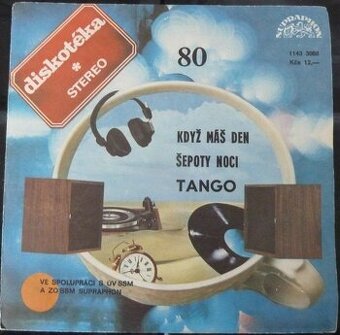 diskotéka
*
STEREO
80
SUPRAPHON
1143 3000
Kčs 12,—
KDYŽ MÁŠ DEN
ŠEPOTY NOCI
TANGO
VE SPOLUPRÁCI S ÚV SSM
A ZO SSM SUPRAPHON